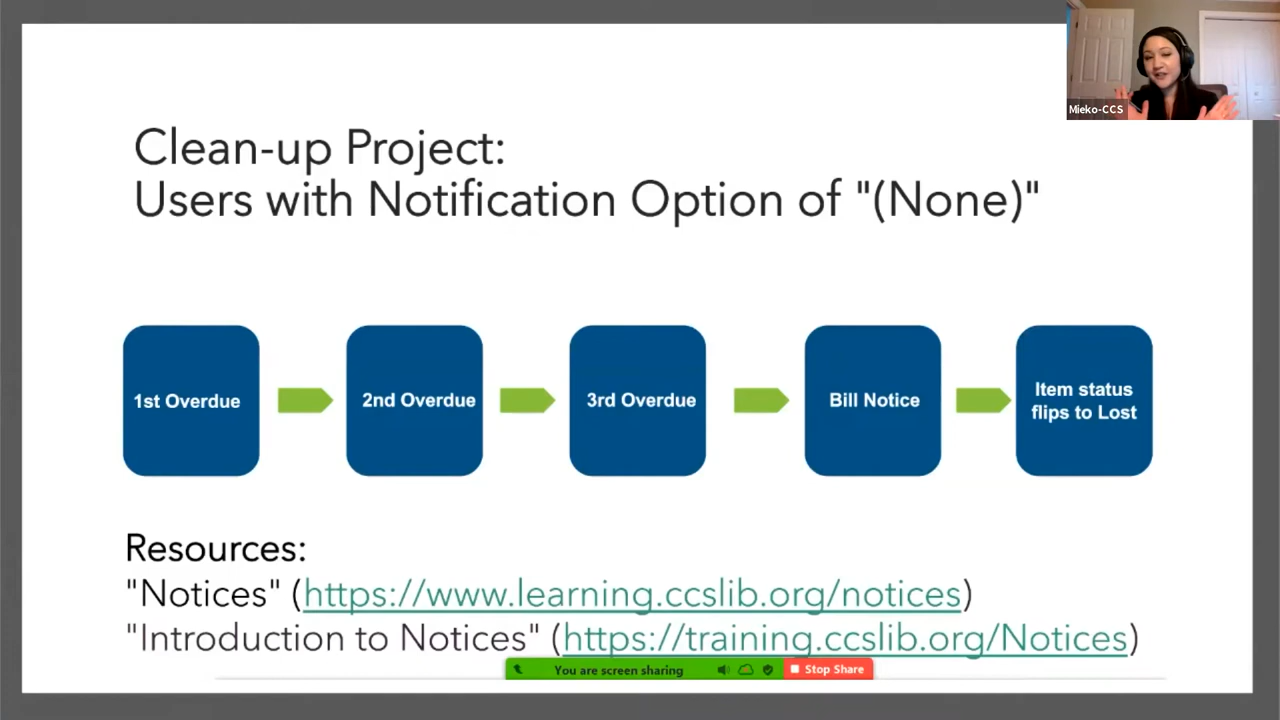 Mieko-CCS
Clean-up Project:
Users with Notification Option of "(None)"
1st Overdue
2nd Overdue
3rd Overdue
Bill Notice
Item status
flips to Lost
Resources:
"Notices" (https://www.learning.ccslib.org/notices)
"Introduction to Notices" (https://training.ccslib.org/Notices)
You are screen sharing
Stop Share